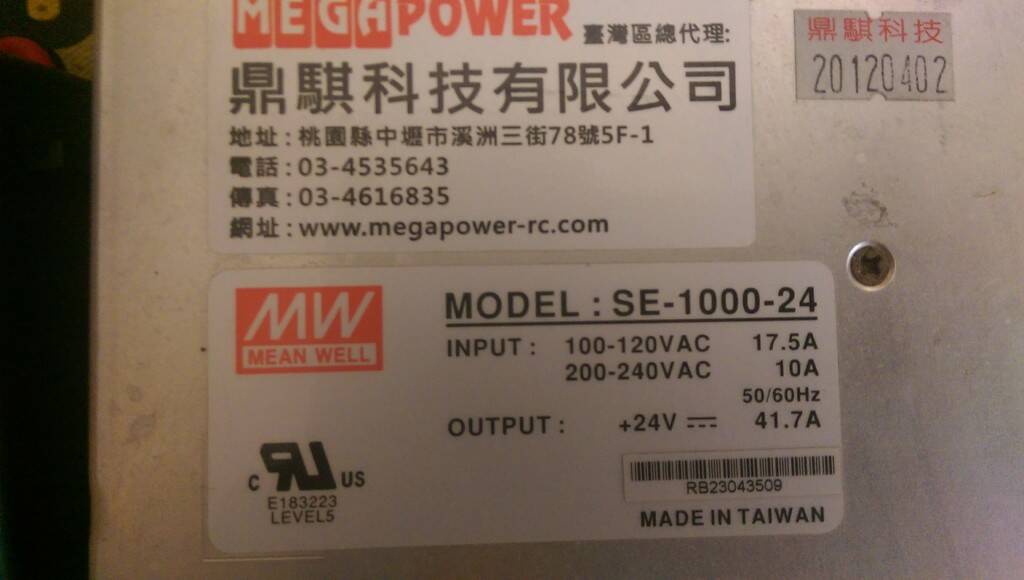 MEGAPOWER 臺灣區總代理:
鼎騏科技有限公司
地址:桃園縣中壢市溪洲三街78號5F-1
電話:03-4535643
傳真:03-4616835
網址:www.megapower-rc.com
鼎騏科技
20120402
MW
MEAN WELL
MODEL : SE-1000-24
INPUT : 100-120VAC 17.5A
200-240VAC 10A
50/60Hz
OUTPUT : +24V 41.7A
C RU US
E183223
LEVEL5
RB23043509
MADE IN TAIWAN